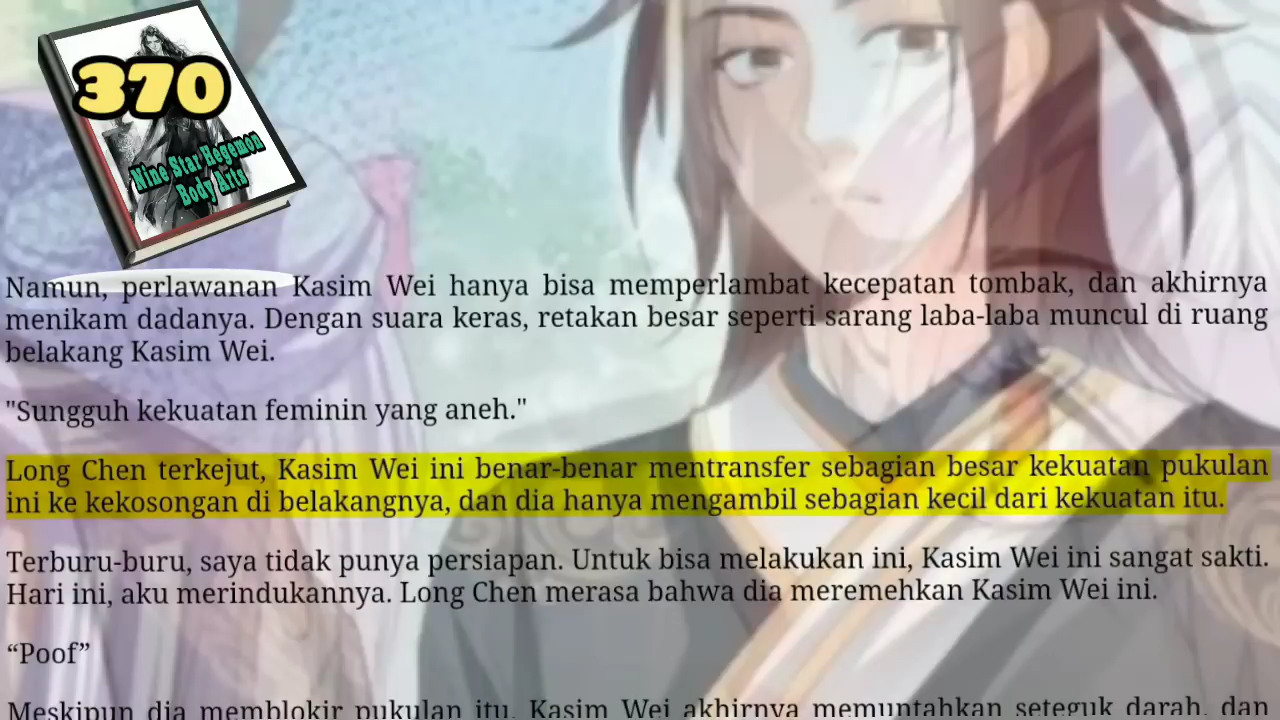 370
Nine Star Hegemon
Body Arts
Namun, perlawanan Kasim Wei hanya bisa memperlambat kecepatan tombak, dan akhirnya
menikam dadanya. Dengan suara keras, retakan besar seperti sarang laba-laba muncul di ruang
belakang Kasim Wei.
"Sungguh kekuatan feminin yang aneh."
Long Chen terkejut, Kasim Wei ini benar-benar mentransfer sebagian besar kekuatan pukulan
ini ke kekosongan di belakangnya, dan dia hanya mengambil sebagian kecil dari kekuatan itu.
Terburu-buru, saya tidak punya persiapan. Untuk bisa melakukan ini, Kasim Wei ini sangat sakti.
Hari ini, aku merindukannya. Long Chen merasa bahwa dia meremehkan Kasim Wei ini.
“Poof”
Meskipun dia memblokir pukulan itu, Kasim Wei akhirnya memuntahkan seteguk darah, dan